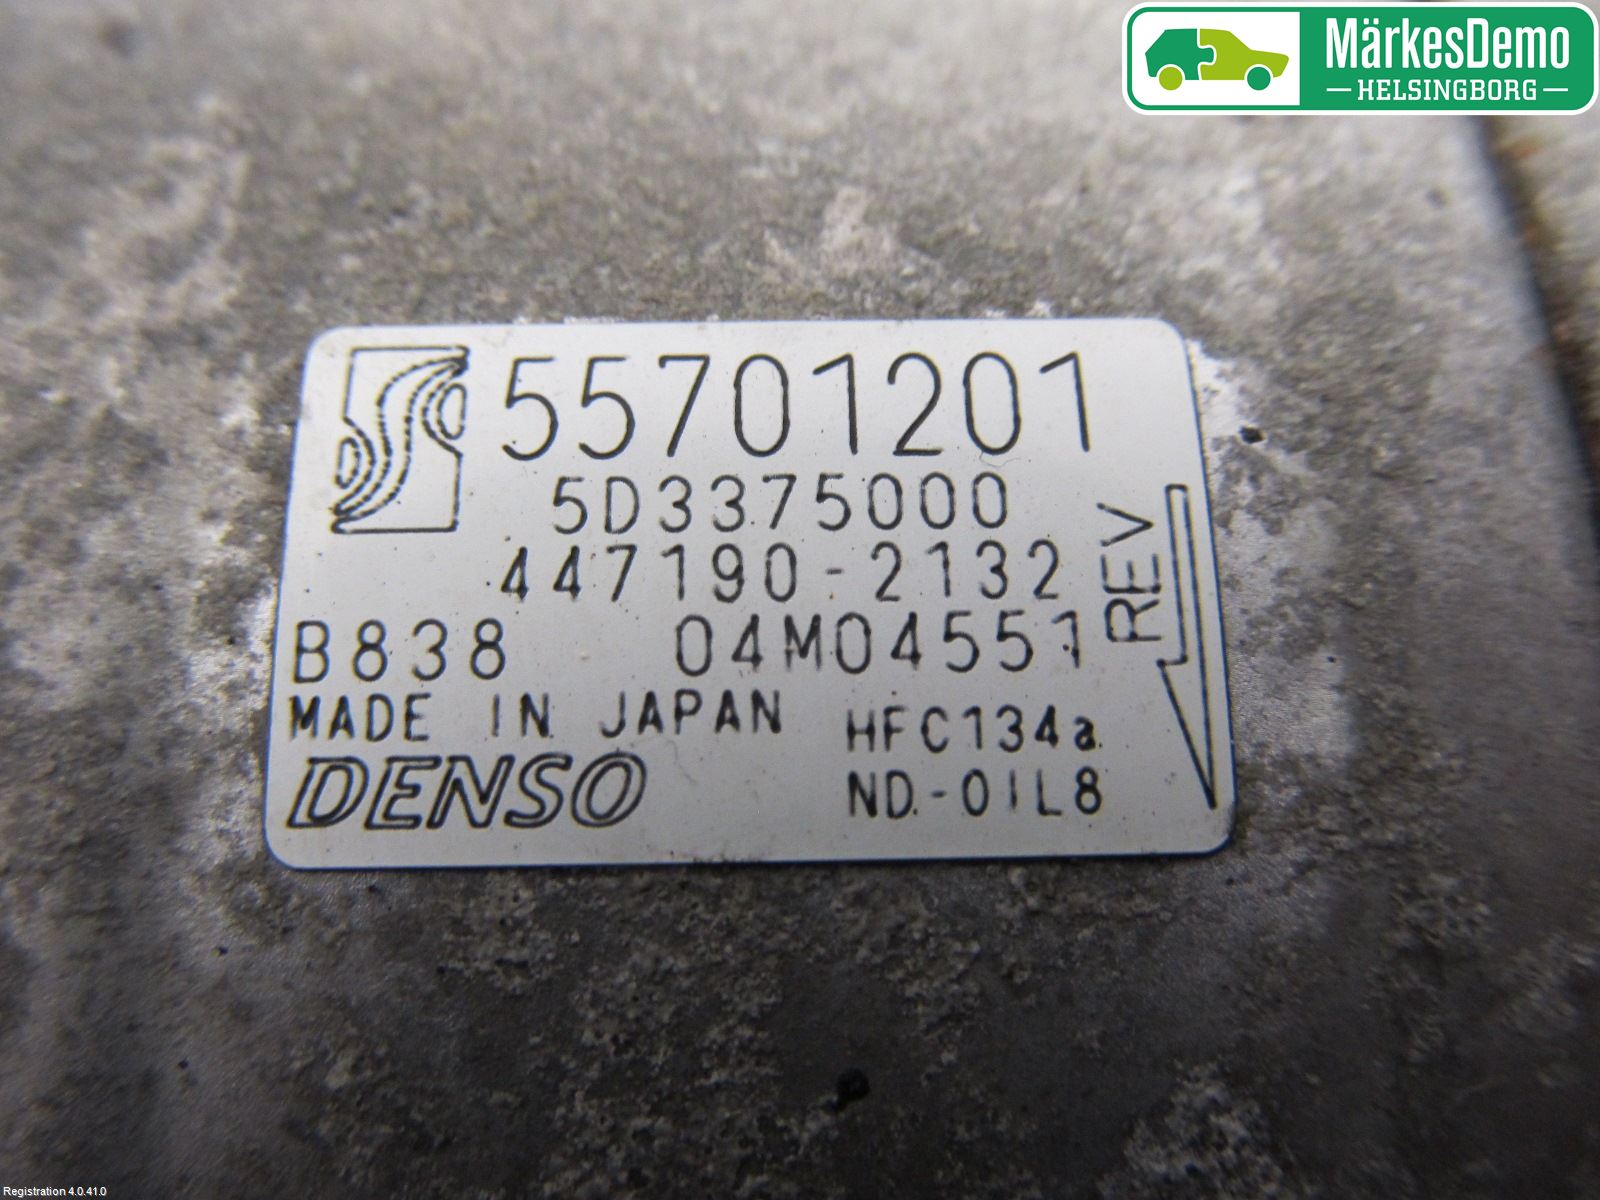 MärkesDemo
HELSINGBORG
55701201
5D3375000
447190-2132
B838 04M04551
REV
MADE IN JAPAN HFC134a
DENSO ND-OIL8
Registration 4.0.41.0